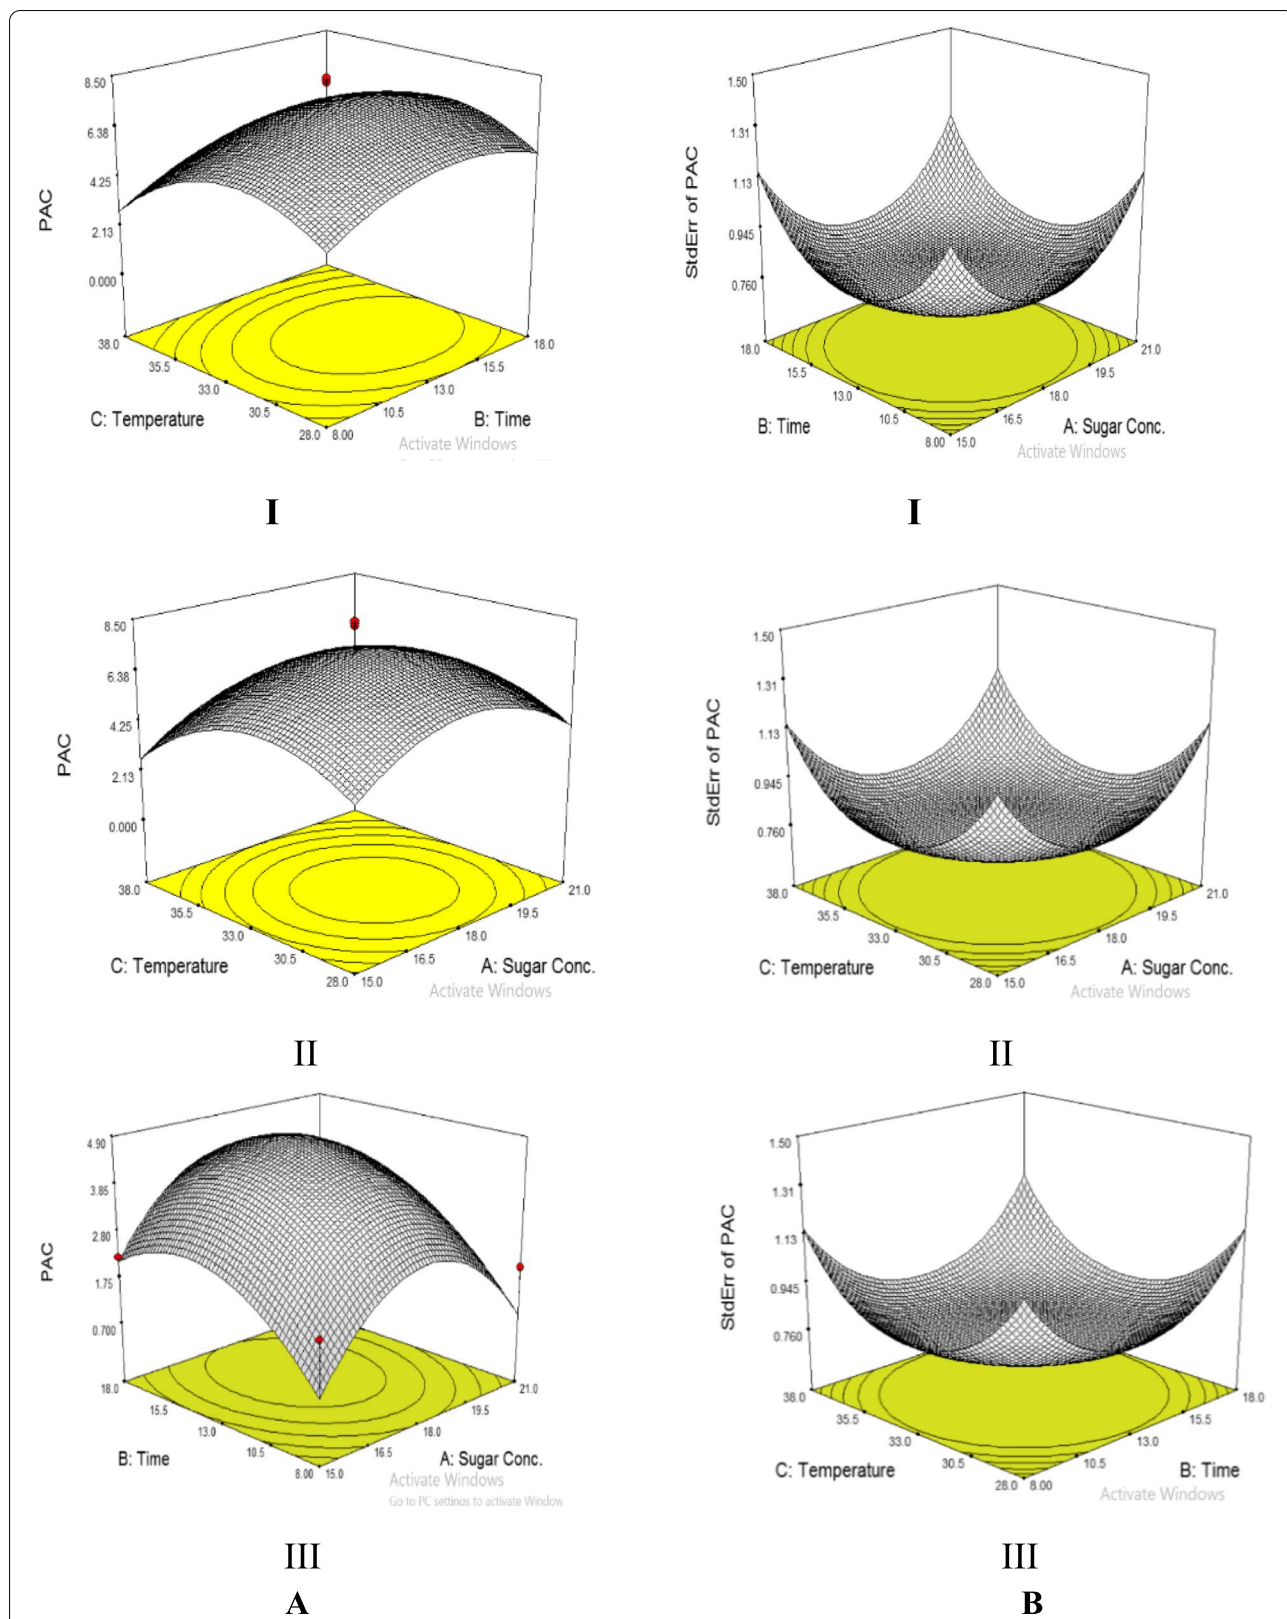 8.50
6.38
4.25
2.13
0.000
PAC
38.0
35.5
33.0
30.5
28.0
8.00
10.5
13.0
15.5
18.0
C: Temperature
B: Time
Activate Windows
I
1.50
1.31
1.13
0.945
0.760
StdErr of PAC
18.0
15.5
13.0
10.5
8.00
15.0
16.5
18.0
19.5
21.0
B: Time
A: Sugar Conc.
Activate Windows
I
8.50
6.38
4.25
2.13
0.000
PAC
38.0
35.5
33.0
30.5
28.0
15.0
16.5
18.0
19.5
21.0
C: Temperature
A: Sugar Conc.
Activate Windows
II
1.50
1.31
1.13
0.945
0.760
StdErr of PAC
38.0
35.5
33.0
30.5
28.0
15.0
16.5
18.0
19.5
21.0
C: Temperature
A: Sugar Conc.
Activate Windows
II
4.90
3.85
2.80
1.75
0.700
PAC
18.0
15.5
13.0
10.5
8.00
15.0
16.5
18.0
19.5
21.0
B: Time
A: Sugar Conc.
Activate Windows
Go to PC settings to activate Window
III
A
1.50
1.31
1.13
0.945
0.760
StdErr of PAC
38.0
35.5
33.0
30.5
28.0
8.00
10.5
13.0
15.5
18.0
C: Temperature
B: Time
Activate Windows
III
B